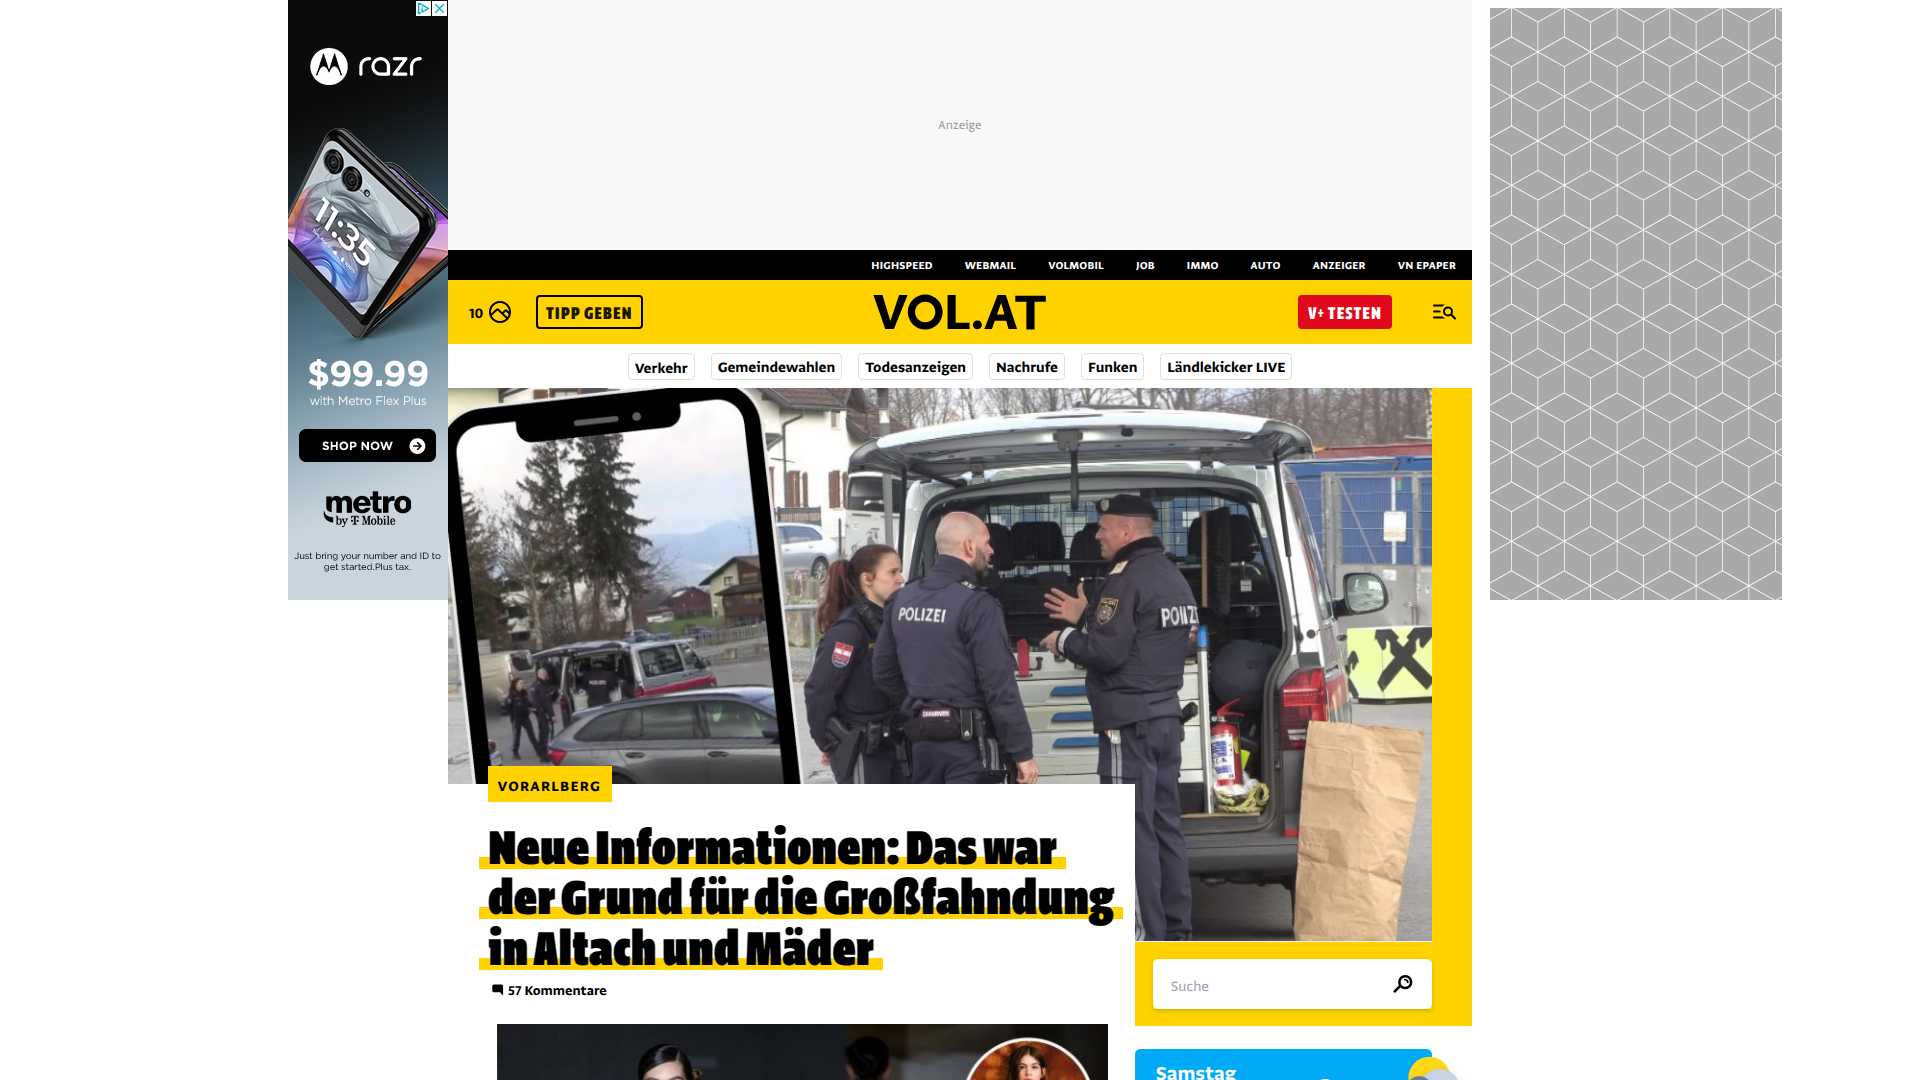 razr
11:35
$99.99
with Metro Flex Plus
SHOP NOW
metro
by T Mobile
Just bring your number and ID to
get started.Plus tax.
Anzeige
HIGHSPEED WEBMAIL VOLMOBIL JOB IMMO AUTO ANZEIGER VN EPAPER
10 TIPP GEBEN VOL.AT V+ TESTEN
Verkehr Gemeindewahlen Todesanzeigen Nachrufe Funken Ländlekicker LIVE
POLIZEI
VORARLBERG
Neue Informationen: Das war
der Grund für die Großfahndung
in Altach und Mäder
57 Kommentare
Suche
Samstag